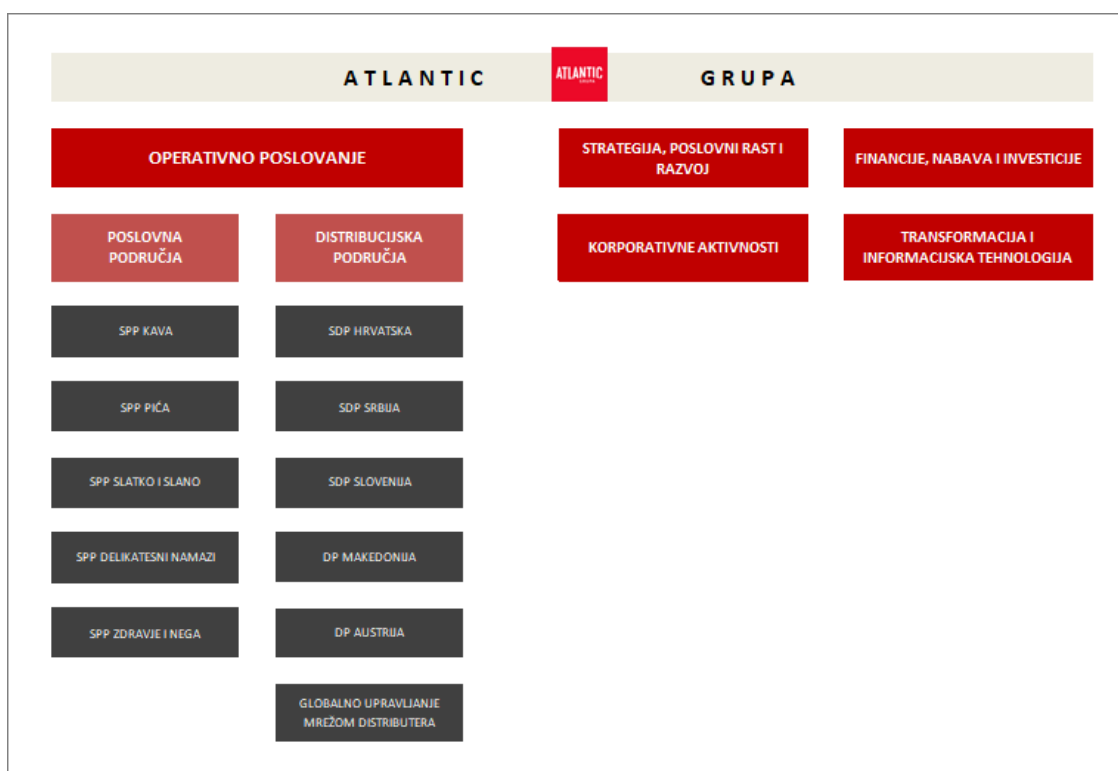 ATLANTIC
ATLANTIC
GRUPA
GRUPA
OPERATIVNO POSLOVANJE
STRATEGIJA, POSLOVNI RAST I
RAZVOJ
FINANCIJE, NABAVA I INVESTICIJE
POSLOVNA
PODRUČJA
DISTRIBUCIJSKA
PODRUČJA
KORPORATIVNE AKTIVNOSTI
TRANSFORMACIJA I
INFORMACIJSKA TEHNOLOGIJA
SPP KAVA
SDP HRVATSKA
SPP PIĆA
SDP SRBIJA
SPP SLATKO I SLANO
SDP SLOVENIJA
SPP DELIKATESNI NAMAZI
DP MAKEDONIJA
SPP ZDRAVJE I NEGA
DP AUSTRIJA
GLOBALNO UPRAVLJANJE
MREŽOM DISTRIBUTERA